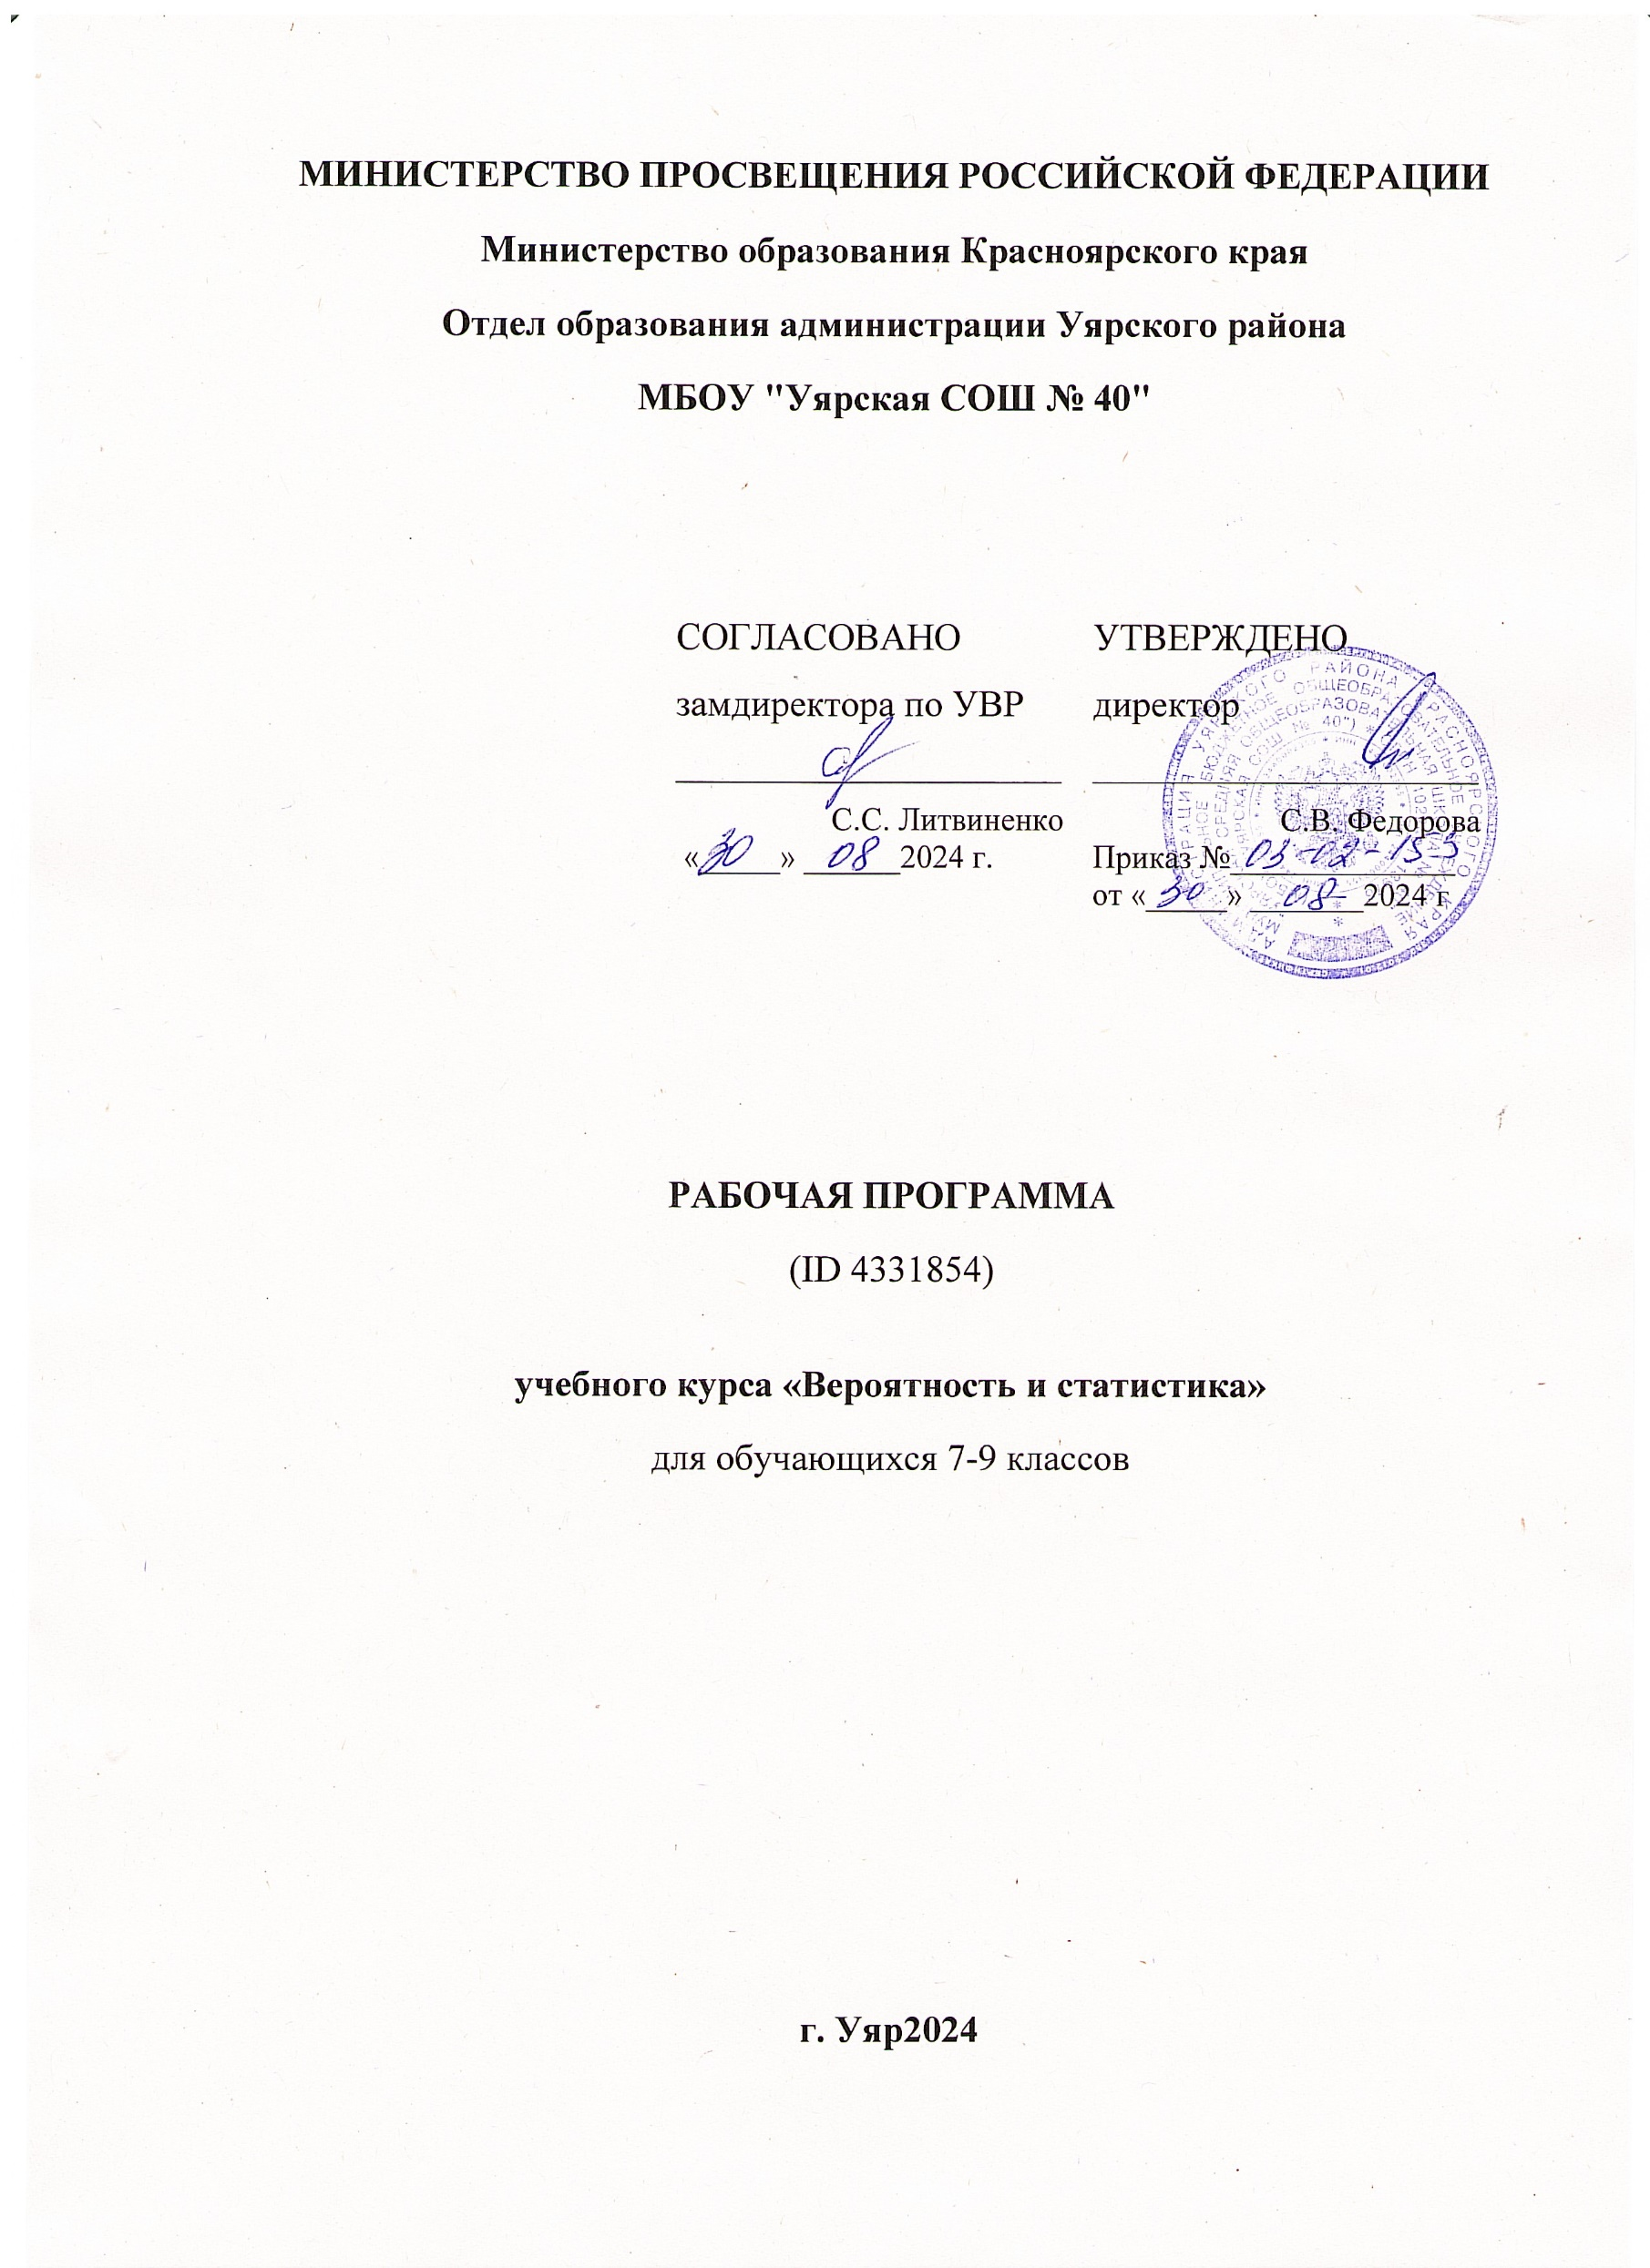 МИНИСТЕРСТВО ПРОСВЕЩЕНИЯ РОССИЙСКОЙ ФЕДЕРАЦИИ
Министерство образования Красноярского края
Отдел образования администрации Уярского района
МБОУ "Уярская СОШ № 40"
СОГЛАСОВАНО
замдиректора по УВР
С.С. Литвиненко
«30» 08 2024 г.
УТВЕРЖДЕНО
директор
С.В. Федорова
Приказ № 03-02-153
от «30» 08 2024 г
РАБОЧАЯ ПРОГРАММА
(ID 4331854)
учебного курса «Вероятность и статистика»
для обучающихся 7-9 классов
г. Уяр2024